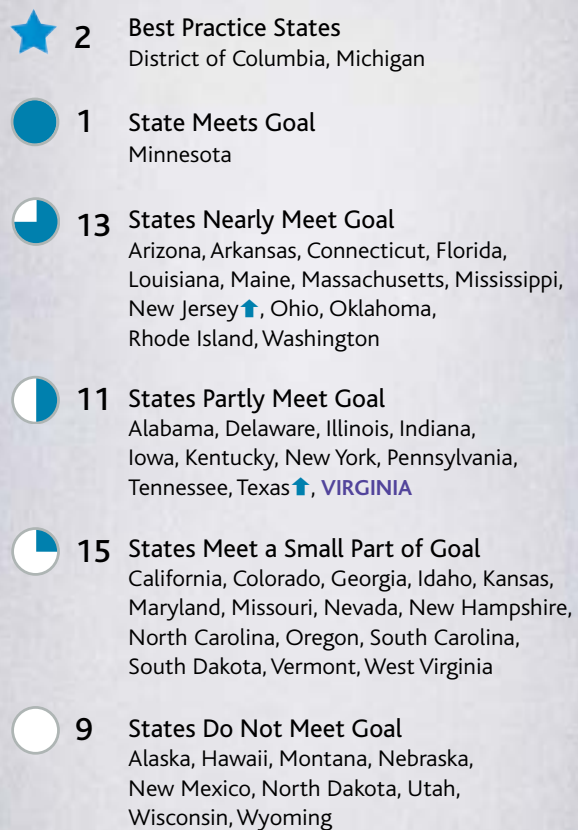 2 Best Practice States
District of Columbia, Michigan
1 State Meets Goal
Minnesota
13 States Nearly Meet Goal
Arizona, Arkansas, Connecticut, Florida,
Louisiana, Maine, Massachusetts, Mississippi,
New Jersey⬆, Ohio, Oklahoma,
Rhode Island, Washington
11 States Partly Meet Goal
Alabama, Delaware, Illinois, Indiana,
Iowa, Kentucky, New York, Pennsylvania,
Tennessee, Texas⬆, VIRGINIA
15 States Meet a Small Part of Goal
California, Colorado, Georgia, Idaho, Kansas,
Maryland, Missouri, Nevada, New Hampshire,
North Carolina, Oregon, South Carolina,
South Dakota, Vermont, West Virginia
9 States Do Not Meet Goal
Alaska, Hawaii, Montana, Nebraska,
New Mexico, North Dakota, Utah,
Wisconsin, Wyoming